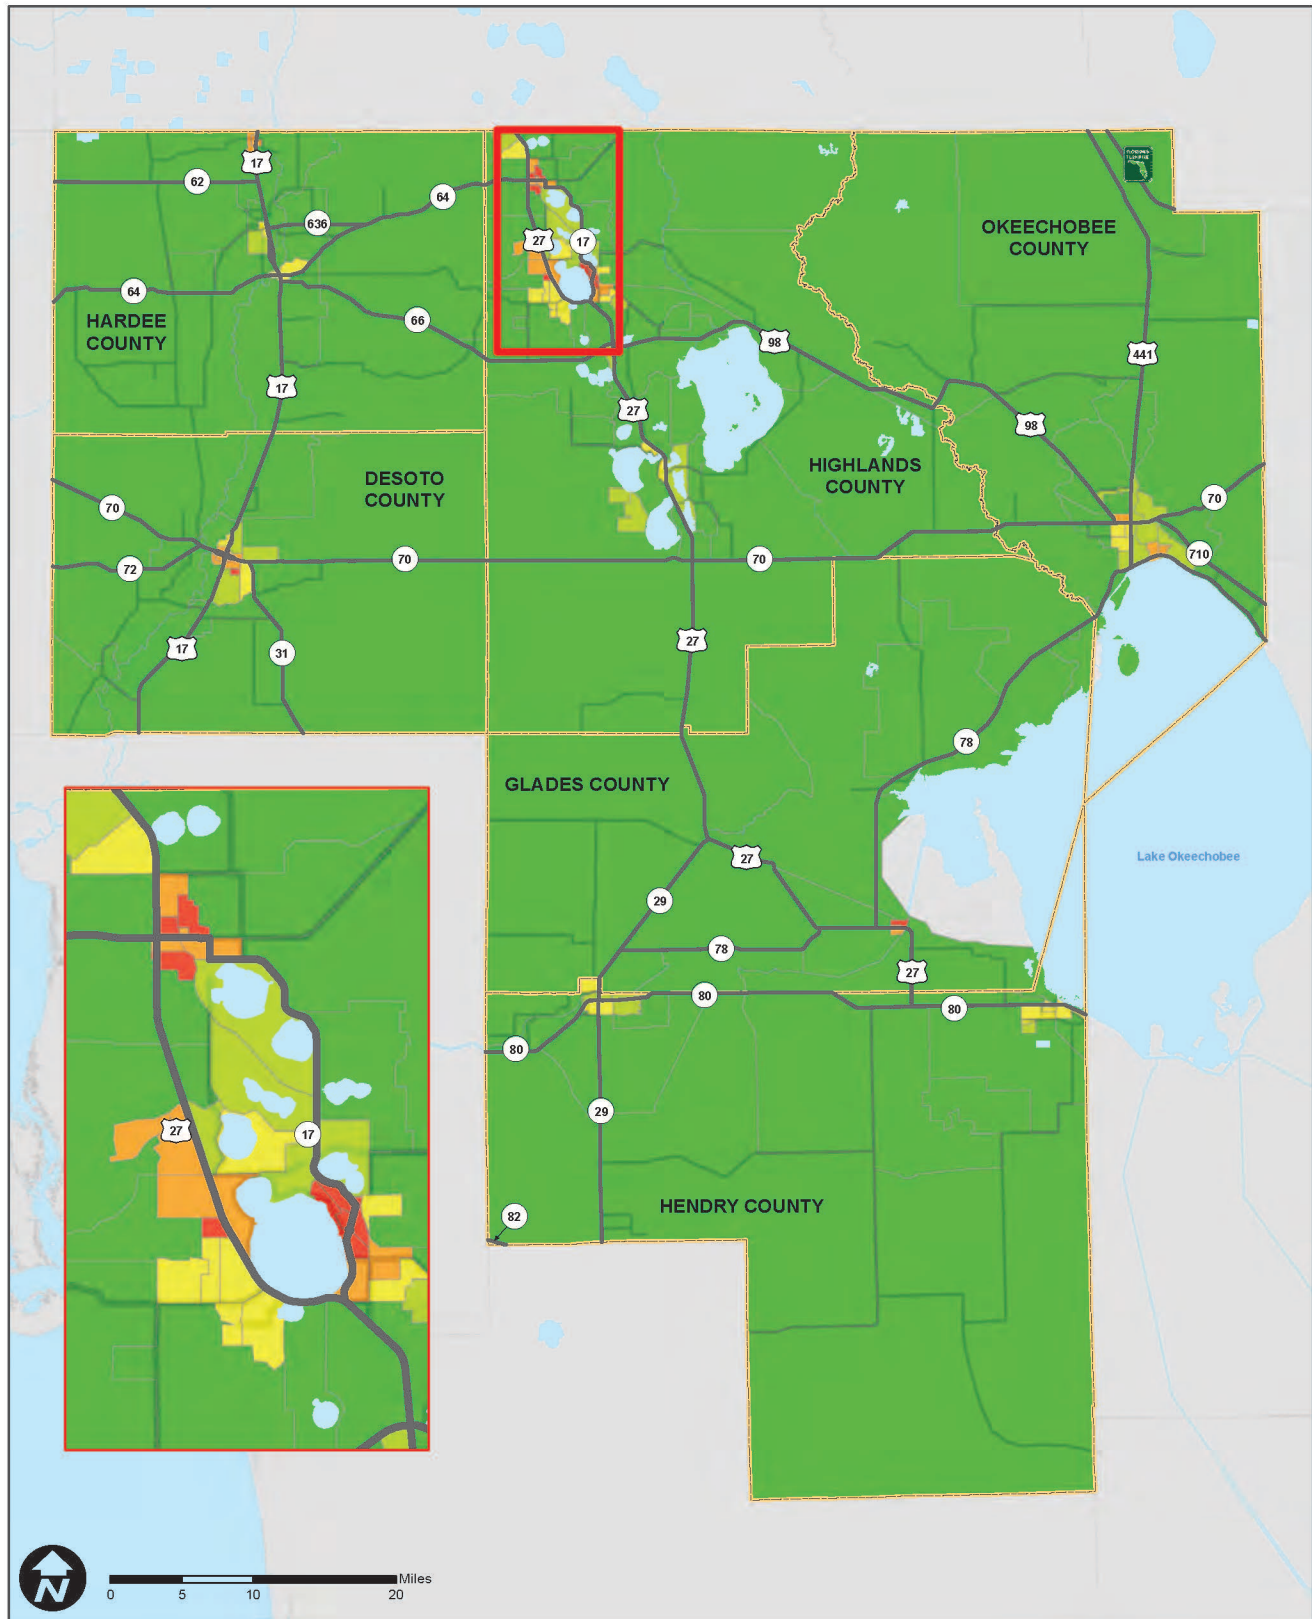 17
62
64
636
27
17
OKEECHOBEE
COUNTY
64
HARDEE
COUNTY
66
98
441
17
27
98
DESOTO
COUNTY
HIGHLANDS
COUNTY
70
70
72
70
70
710
17
31
27
78
GLADES COUNTY
27
Lake Okeechobee
29
78
27
80
80
80
29
27
17
HENDRY COUNTY
82
N
Miles
0
5
10
20